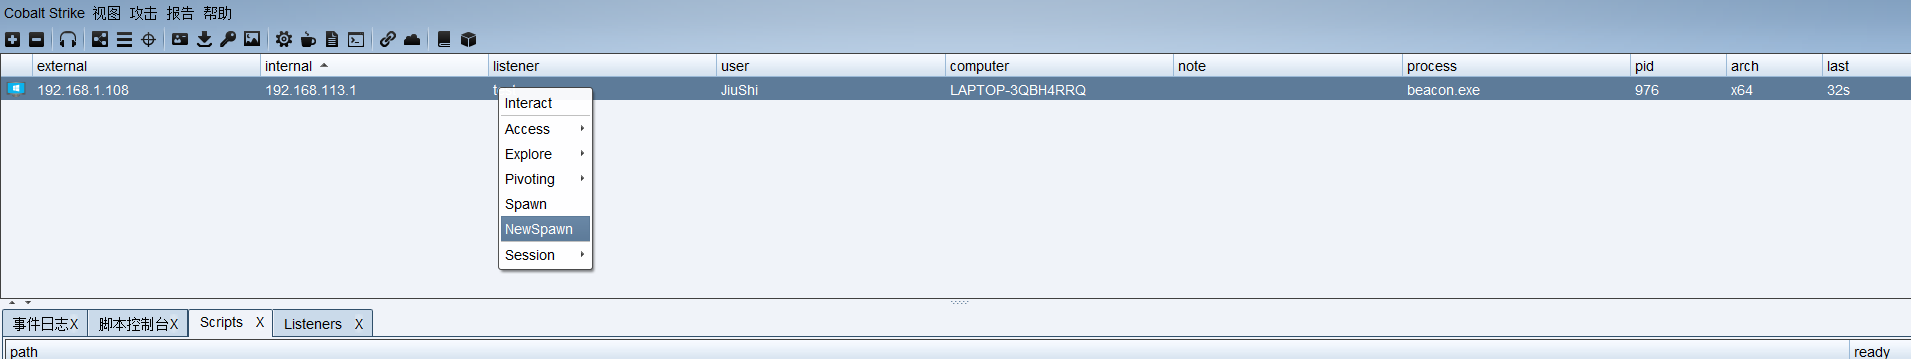 Cobalt Strike 视图 攻击 报告 帮助
external internal listener user computer note process pid arch last
192.168.1.108 192.168.113.1 JiuShi LAPTOP-3QBH4RRQ beacon.exe 976 x64 32s
Interact
Access
Explore
Pivoting
Spawn
NewSpawn
Session
事件日志X 脚本控制台X Scripts X Listeners X
path ready